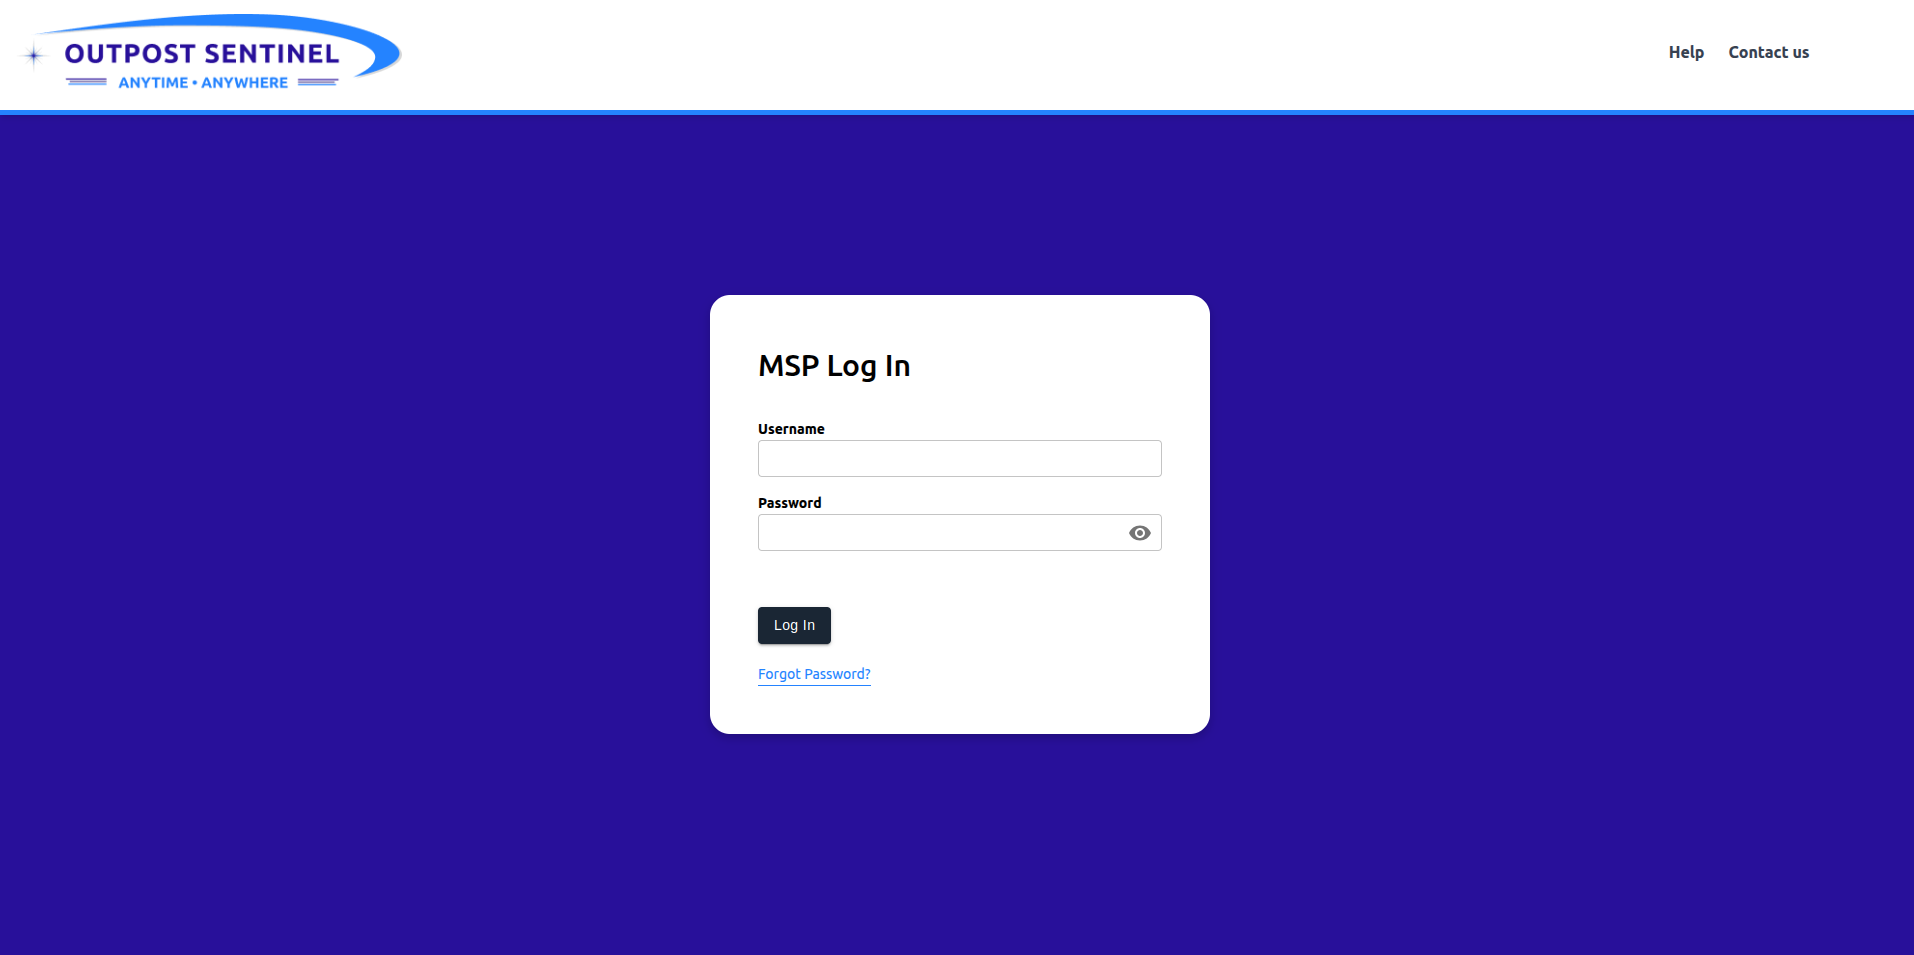 OUTPOST SENTINEL
ANYTIME • ANYWHERE
Help Contact us
MSP Log In
Username
Password
Log In
Forgot Password?